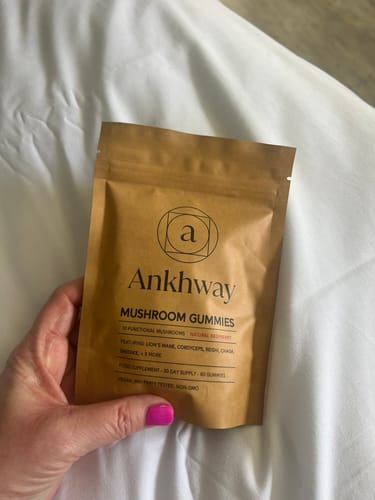 a
Ankhway
MUSHROOM GUMMIES
10 FUNCTIONAL MUSHROOMS NATURAL RASPBERRY
FEATURING: LION'S MANE, CORDYCEPS, REISHI, CHAGA,
SHIITAKE, + 5 MORE
FOOD SUPPLEMENT - 30 DAY SUPPLY - 60 GUMMIES
VEGAN, 3RD PARTY TESTED, NON-GMO